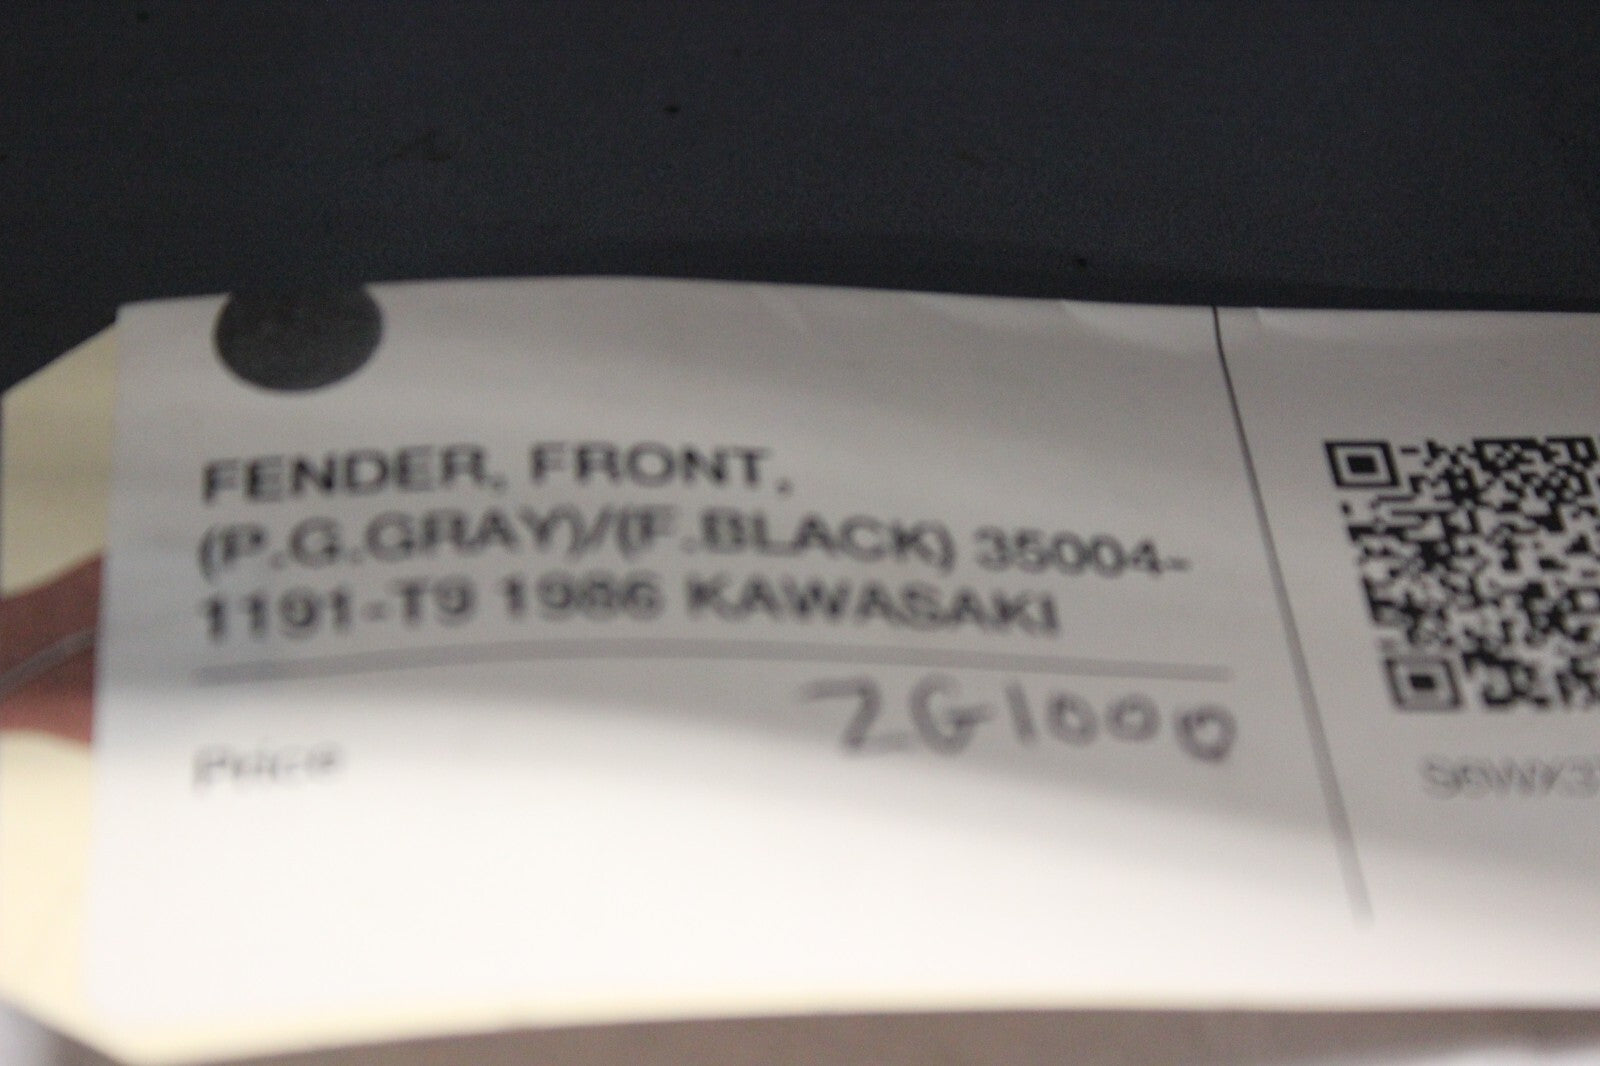 FENDER, FRONT,
(P.G.GRAY)/(F.BLACK) 35004-
1191-T9 1986 KAWASAKI
ZG1000
Price